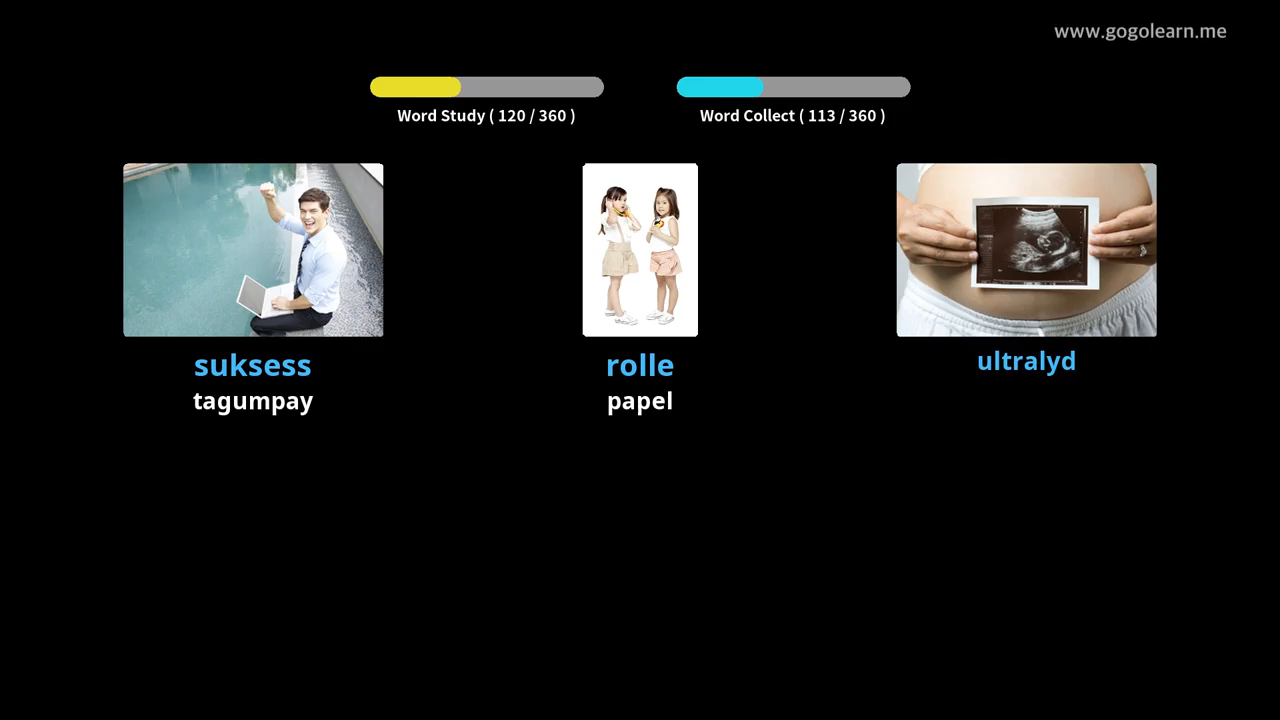 www.gogolearn.me
Word Study ( 120 / 360 )
Word Collect ( 113 / 360 )
suksess
tagumpay
rolle
papel
ultralyd